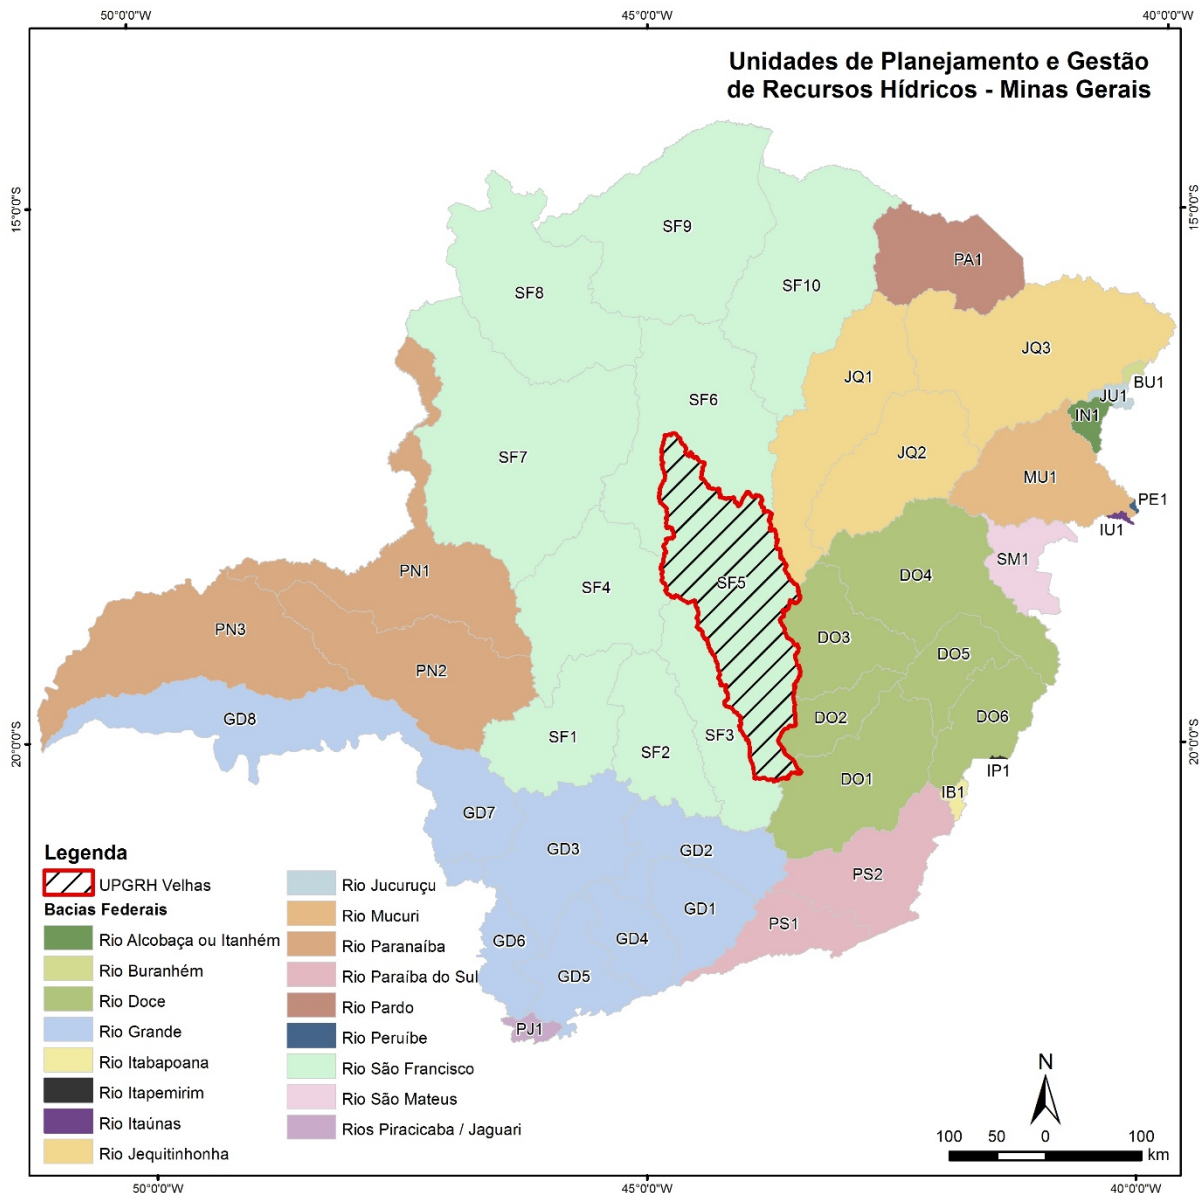 50°0'0"W
45°0'0"W
40°0'0"W
Unidades de Planejamento e Gestão
de Recursos Hídricos - Minas Gerais
15°0'0"S
15°0'0"S
SF9
PA1
SF10
SF8
JQ3
JQ1
BU1
JU1
SF6
IN1
JQ2
SF7
MU1
PE1
IU1
SM1
PN1
DO4
SF5
SF4
PN3
DO3
DO5
PN2
GD8
DO2
DO6
20°0'0"S
20°0'0"S
SF1
SF3
SF2
IP1
DO1
IB1
GD7
GD3
GD2
PS2
GD1
PS1
GD6
GD4
GD5
PJ1
Legenda
UPGRH Velhas
Bacias Federais
Rio Alcobaça ou Itanhém
Rio Buranhém
Rio Doce
Rio Grande
Rio Itabapoana
Rio Itapemirim
Rio Itaúnas
Rio Jequitinhonha
Rio Jucuruçu
Rio Mucuri
Rio Paranaíba
Rio Paraíba do Sul
Rio Pardo
Rio Peruíbe
Rio São Francisco
Rio São Mateus
Rios Piracicaba / Jaguari
N
100 50 0 100
km
50°0'0"W
45°0'0"W
40°0'0"W